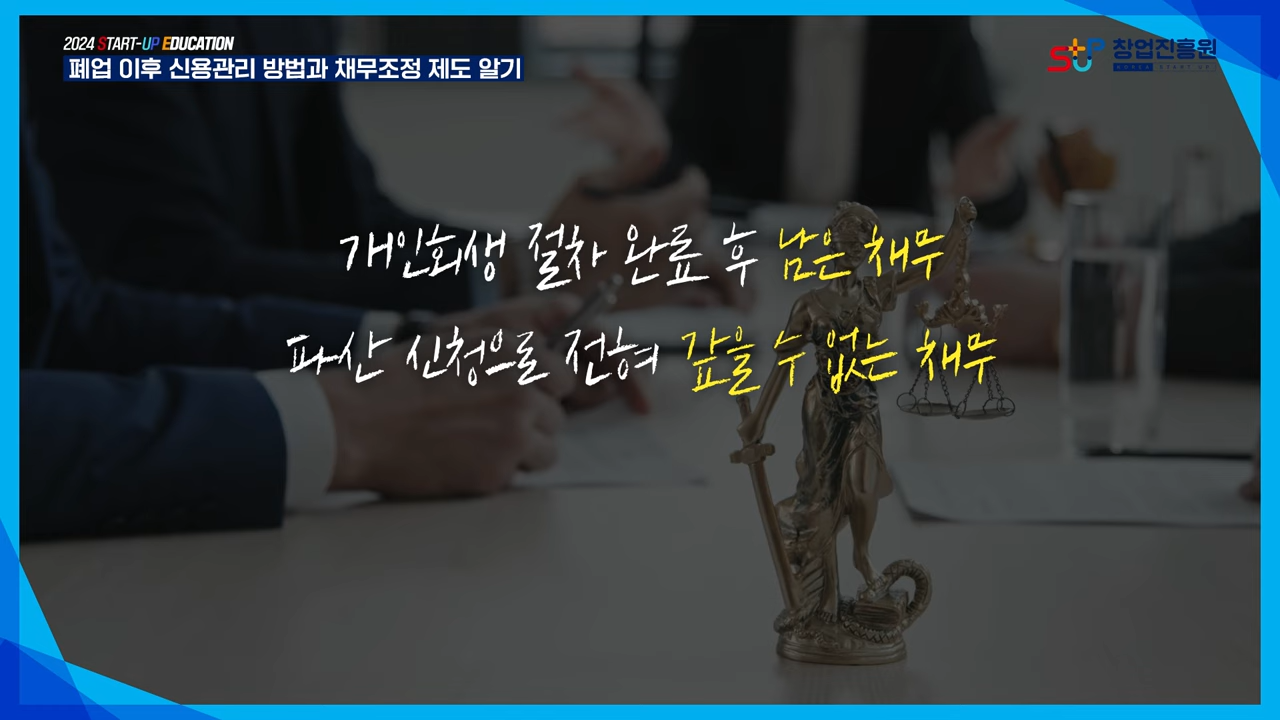 2024 START-UP EDUCATION
폐업 이후 신용관리 방법과 채무조정 제도 알기
창업진흥원
개인회생 절차 완료 후 남은 채무
파산 신청으로 전혀 갚을 수 없는 채무